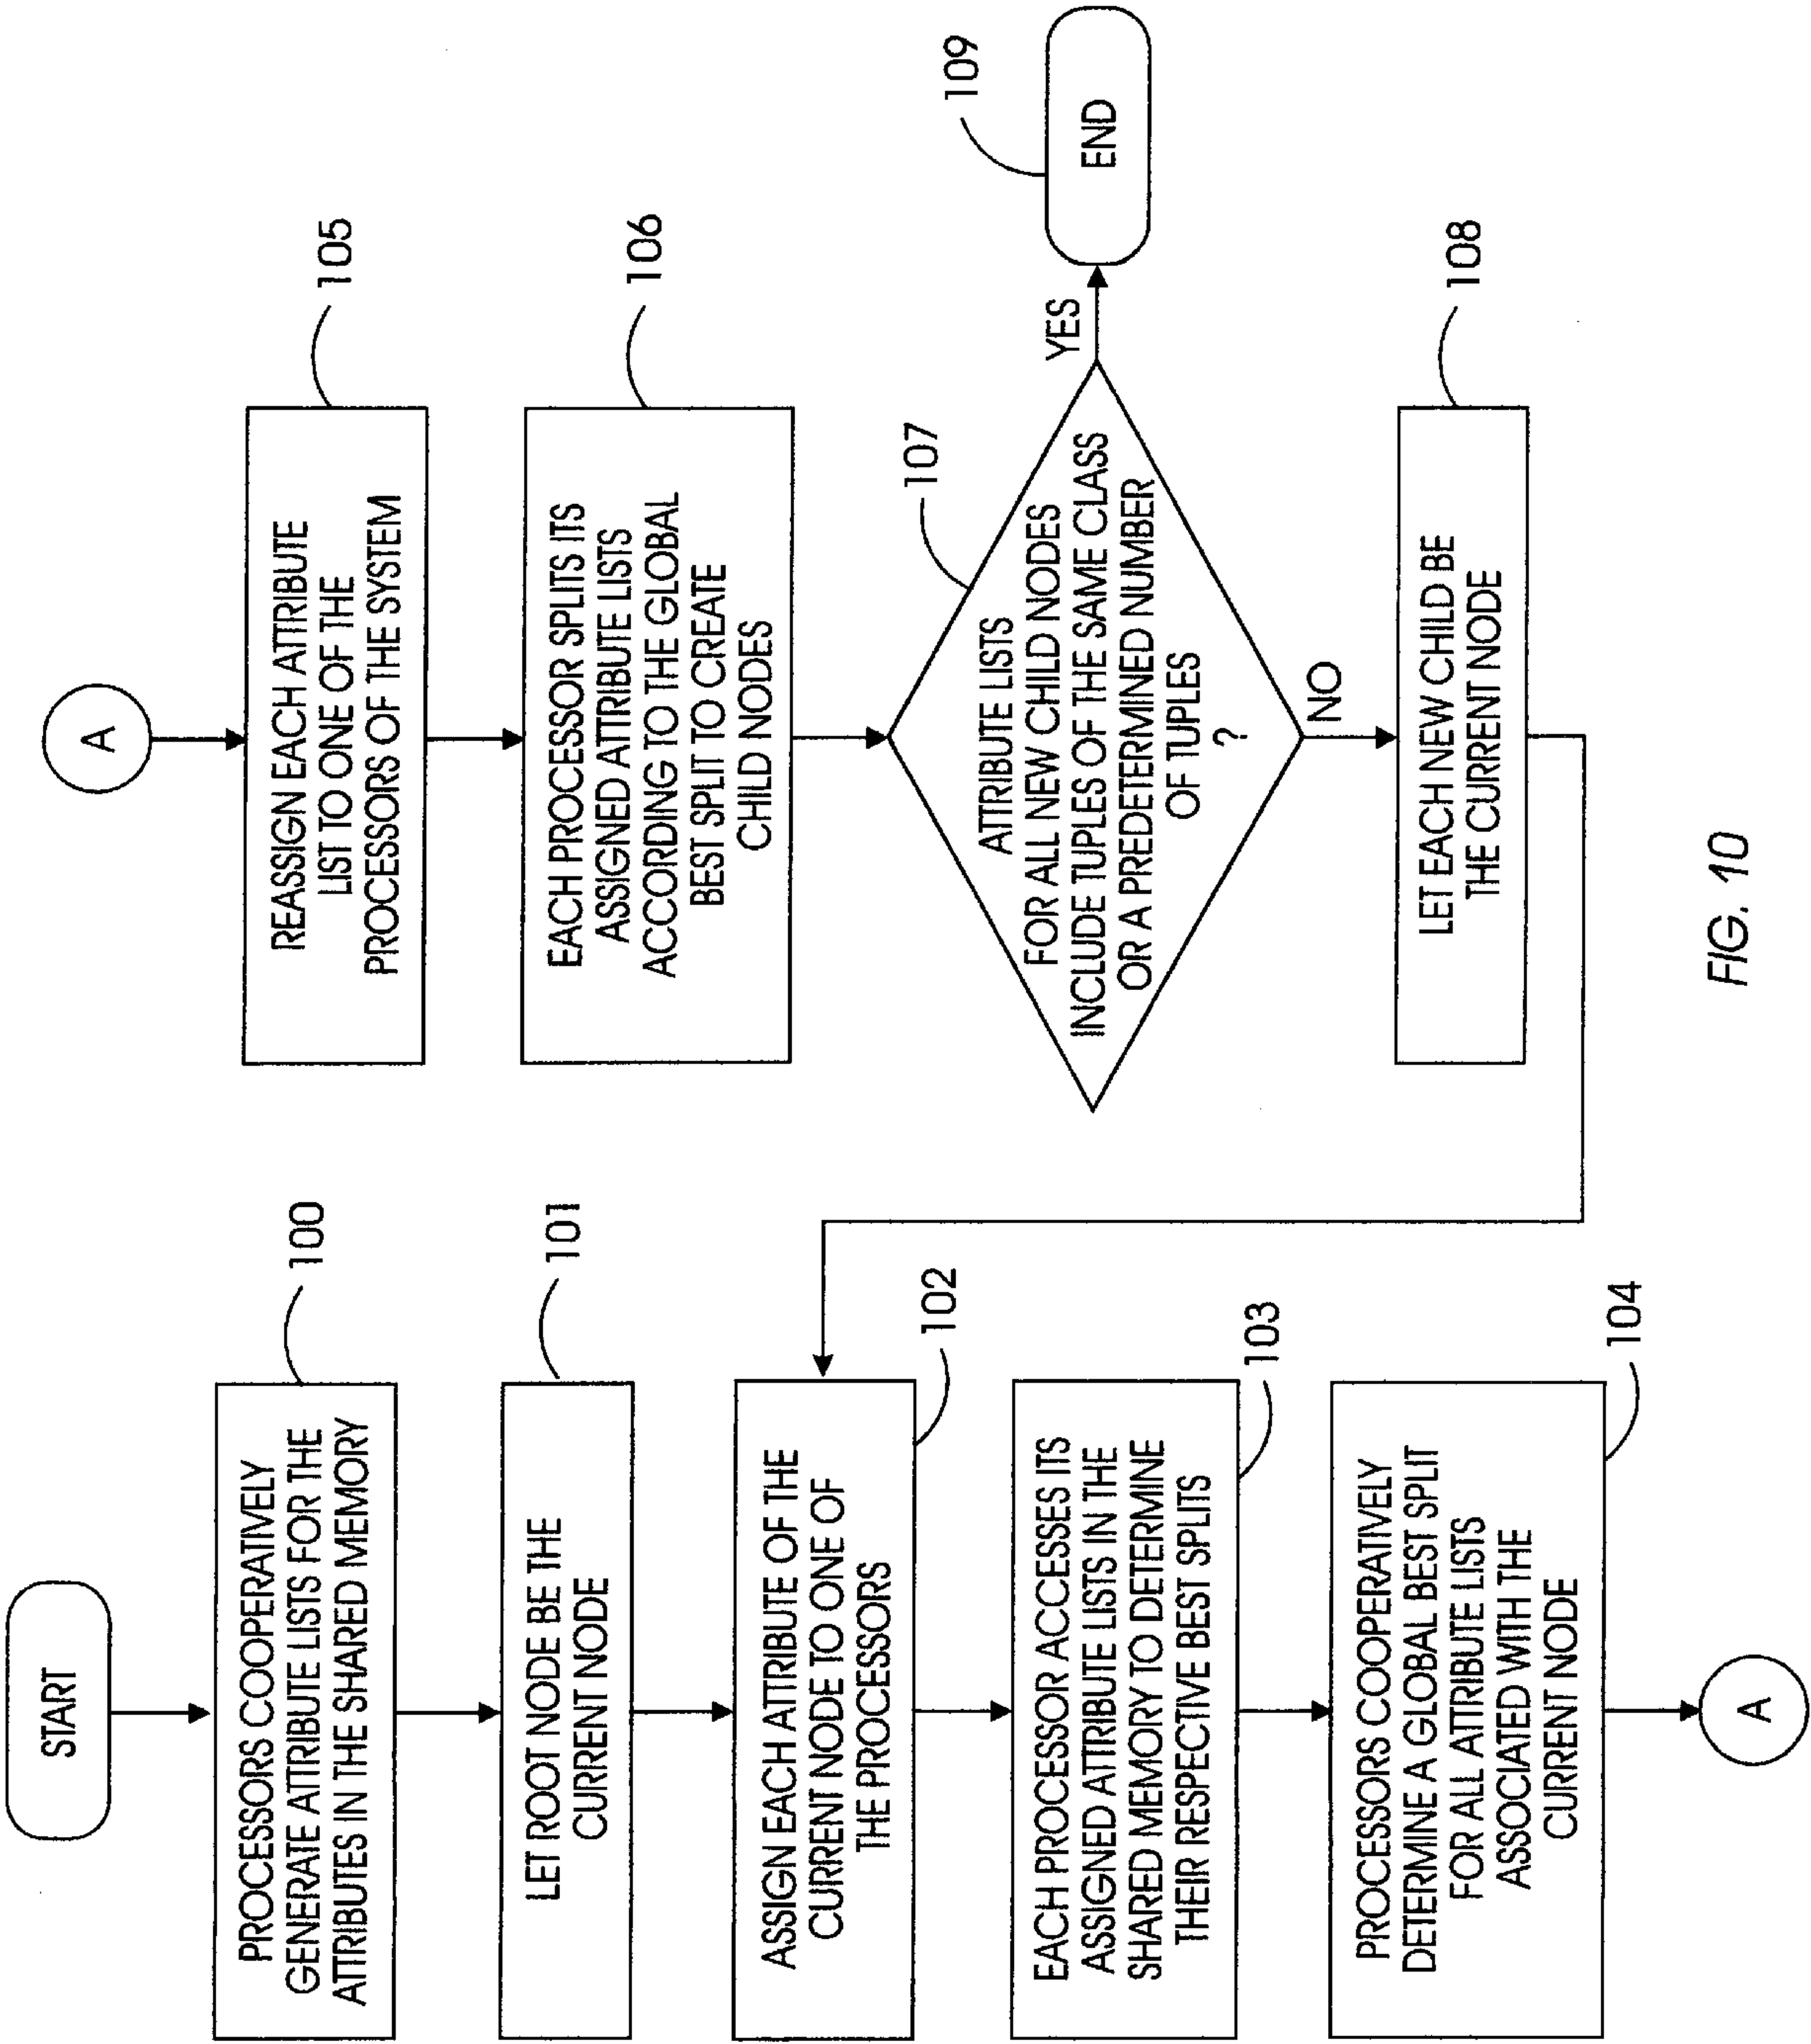 START
PROCESSORS COOPERATIVELY
GENERATE ATTRIBUTE LISTS FOR THE
ATTRIBUTES IN THE SHARED MEMORY
100
LET ROOT NODE BE THE
CURRENT NODE
101
ASSIGN EACH ATTRIBUTE OF THE
CURRENT NODE TO ONE OF
THE PROCESSORS
102
EACH PROCESSOR ACCESSES ITS
ASSIGNED ATTRIBUTE LISTS IN THE
SHARED MEMORY TO DETERMINE
THEIR RESPECTIVE BEST SPLITS
103
PROCESSORS COOPERATIVELY
DETERMINE A GLOBAL BEST SPLIT
FOR ALL ATTRIBUTE LISTS
ASSOCIATED WITH THE
CURRENT NODE
104
A
A
REASSIGN EACH ATTRIBUTE
LIST TO ONE OF THE
PROCESSORS OF THE SYSTEM
105
EACH PROCESSOR SPLITS ITS
ASSIGNED ATTRIBUTE LISTS
ACCORDING TO THE GLOBAL
BEST SPLIT TO CREATE
CHILD NODES
106
ATTRIBUTE LISTS
FOR ALL NEW CHILD NODES
INCLUDE TUPLES OF THE SAME CLASS
OR A PREDETERMINED NUMBER
OF TUPLES
?
107
YES
END
109
NO
LET EACH NEW CHILD BE
THE CURRENT NODE
108
FIG. 10